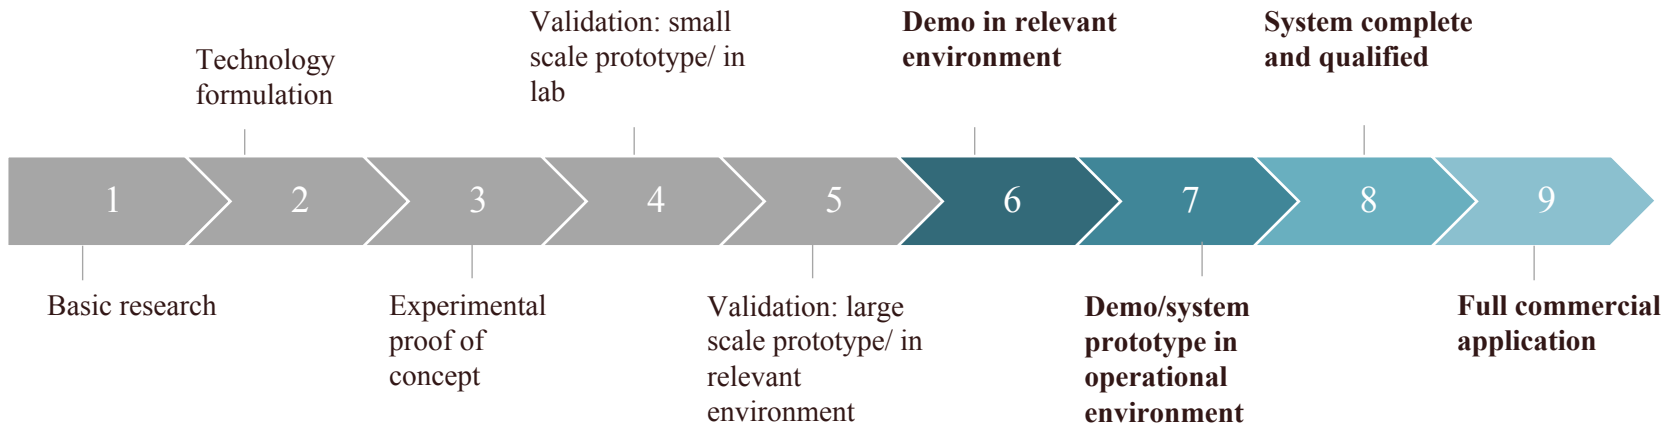 Technology
formulation
Validation: small
scale prototype/ in
lab
Demo in relevant
environment
System complete
and qualified
1
2
3
4
5
6
7
8
9
Basic research
Experimental
proof of
concept
Validation: large
scale prototype/ in
relevant
environment
Demo/system
prototype in
operational
environment
Full commercial
application